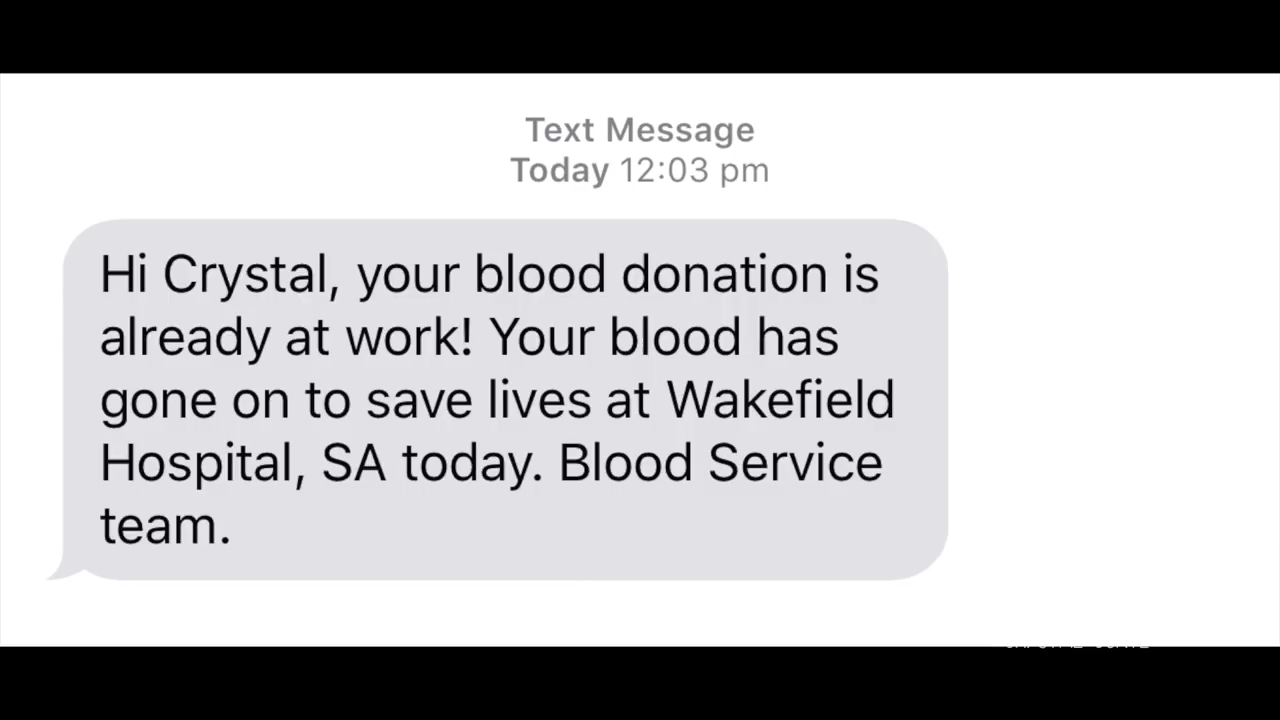 Text Message
Today 12:03 pm
Hi Crystal, your blood donation is
already at work! Your blood has
gone on to save lives at Wakefield
Hospital, SA today. Blood Service
team.